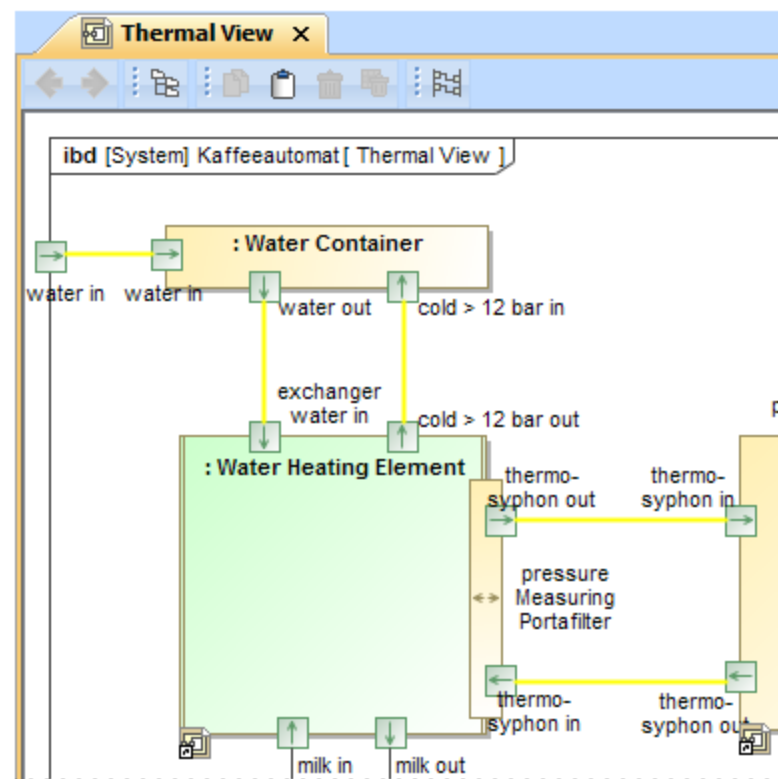 Thermal View
ibd [System] Kaffeeautomat[ Thermal View ]
: Water Container
water in
water in
water out
cold > 12 bar in
exchanger
water in
cold > 12 bar out
: Water Heating Element
thermo-
syphon out
thermo-
syphon in
pressure
Measuring
Portafilter
thermo-
syphon in
thermo-
syphon out
milk in
milk out